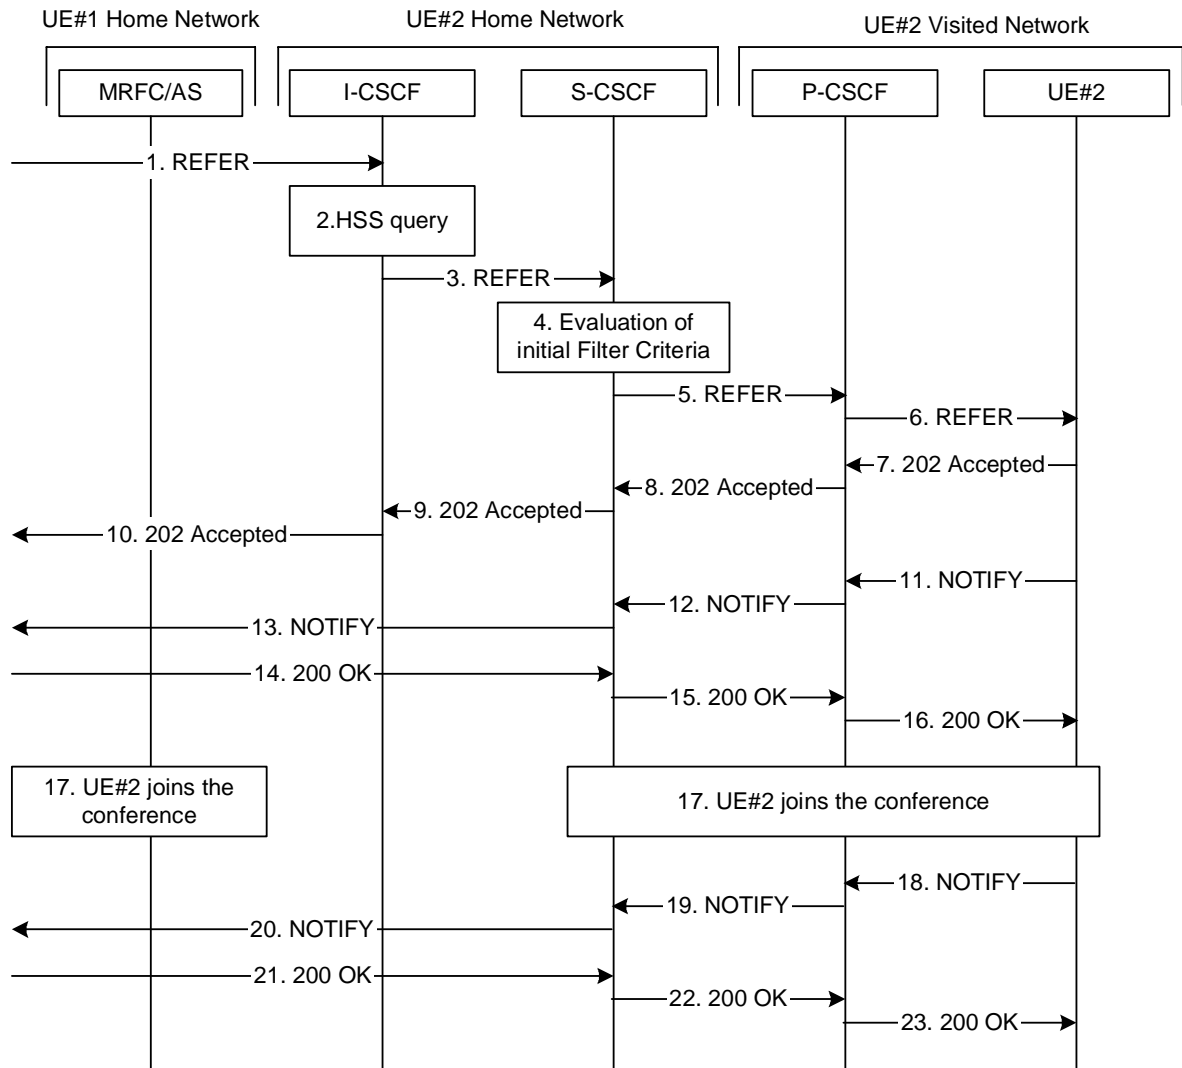 UE#1 Home Network
UE#2 Home Network
UE#2 Visited Network
MRFC/AS
I-CSCF
S-CSCF
P-CSCF
UE#2
1. REFER
2.HSS query
3. REFER
4. Evaluation of
initial Filter Criteria
5. REFER
6. REFER
7. 202 Accepted
8. 202 Accepted
9. 202 Accepted
10. 202 Accepted
11. NOTIFY
12. NOTIFY
13. NOTIFY
14. 200 OK
15. 200 OK
16. 200 OK
17. UE#2 joins the
conference
17. UE#2 joins the conference
18. NOTIFY
19. NOTIFY
20. NOTIFY
21. 200 OK
22. 200 OK
23. 200 OK